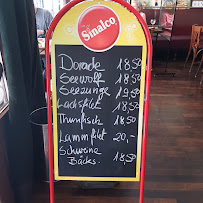 Sinalco
Dorade 18,50
Seewolf 18,50
Seezunge 19,50
Lachsfilet 18,50
Thunfisch 18,50
Lammfilet 20,-
Schweine
Bäcks. 18,50